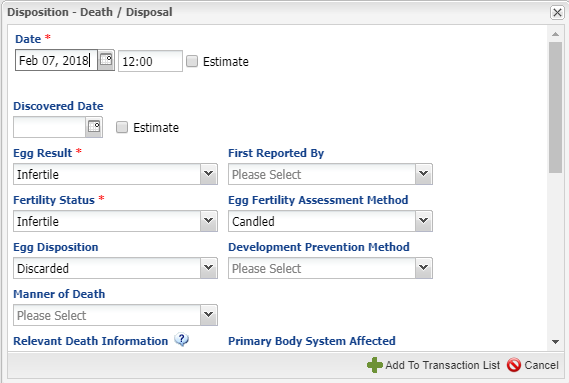 Disposition - Death / Disposal
Date *
Feb 07, 2018 12:00 Estimate
Discovered Date
Estimate
Egg Result * First Reported By
Infertile Please Select
Fertility Status * Egg Fertility Assessment Method
Infertile Candled
Egg Disposition Development Prevention Method
Discarded Please Select
Manner of Death
Please Select
Relevant Death Information ? Primary Body System Affected
Add To Transaction List Cancel